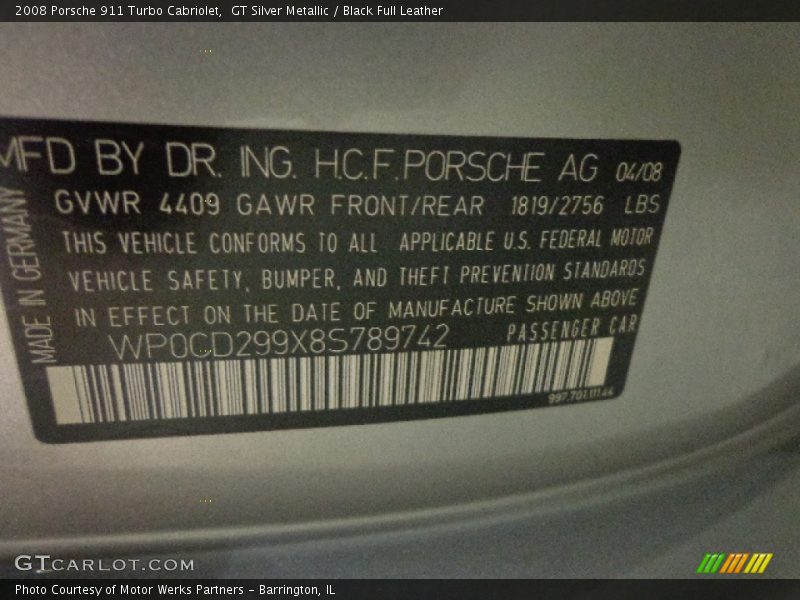 2008 Porsche 911 Turbo Cabriolet,  GT Silver Metallic / Black Full Leather
MFD BY DR. ING. H.C.F. PORSCHE AG 04/08
GVWR 4409 GAWR FRONT/REAR 1819/2756 LBS
THIS VEHICLE CONFORMS TO ALL APPLICABLE U.S. FEDERAL MOTOR
VEHICLE SAFETY, BUMPER, AND THEFT PREVENTION STANDARDS
IN EFFECT ON THE DATE OF MANUFACTURE SHOWN ABOVE
WP0CD299X8S789742 PASSENGER CAR
MADE IN GERMANY
GTCARLOT.COM
Photo Courtesy of Motor Werks Partners - Barrington, IL